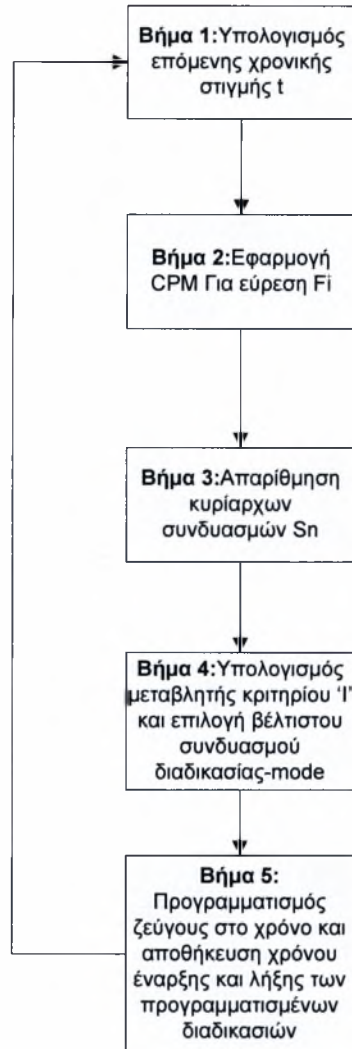 Βήμα 1:Υπολογισμός
επόμενης χρονικής
στιγμής t
Βήμα 2:Εφαρμογή
CPM Για εύρεση Fi
Βήμα 3:Απαρίθμηση
κυρίαρχων
συνδυασμών Sn
Βήμα 4:Υπολογισμός
μεταβλητής κριτηρίου ‘I’
και επιλογή βέλτιστου
συνδυασμού
διαδικασίας-mode
Βήμα 5:
Προγραμματισμός
ζεύγους στο χρόνο και
αποθήκευση χρόνου
έναρξης και λήξης των
προγραμματισμένων
διαδικασιών